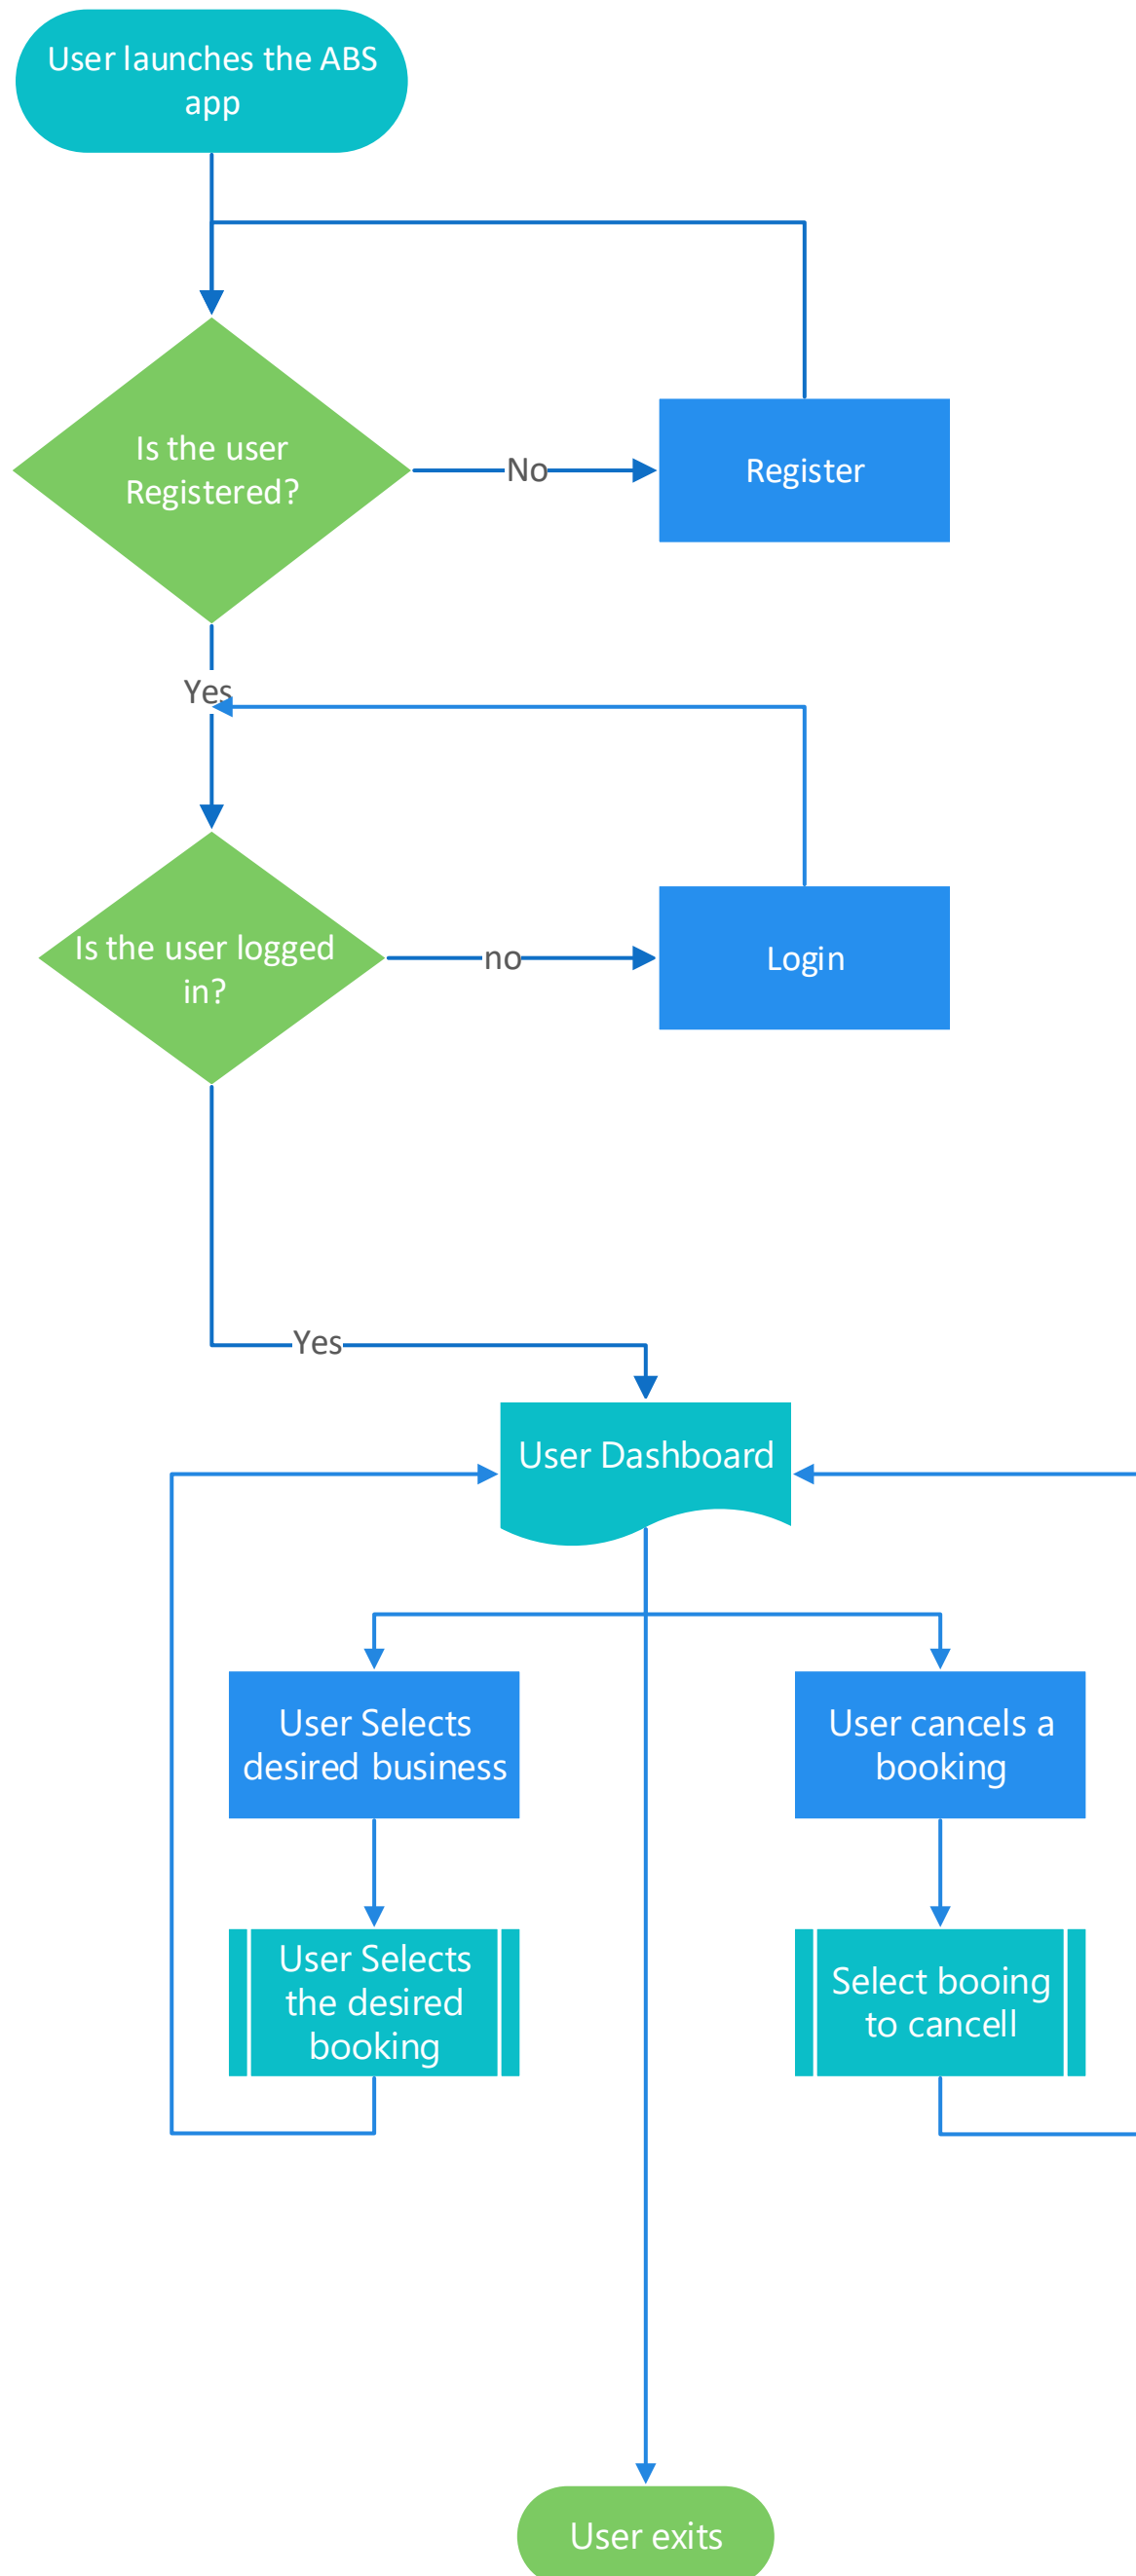 User launches the ABS
app
Is the user
Registered?
No
Register
Yes
Is the user logged
in?
no
Login
Yes
User Dashboard
User Selects
desired business
User cancels a
booking
User Selects
the desired
booking
Select booing
to cancell
User exits